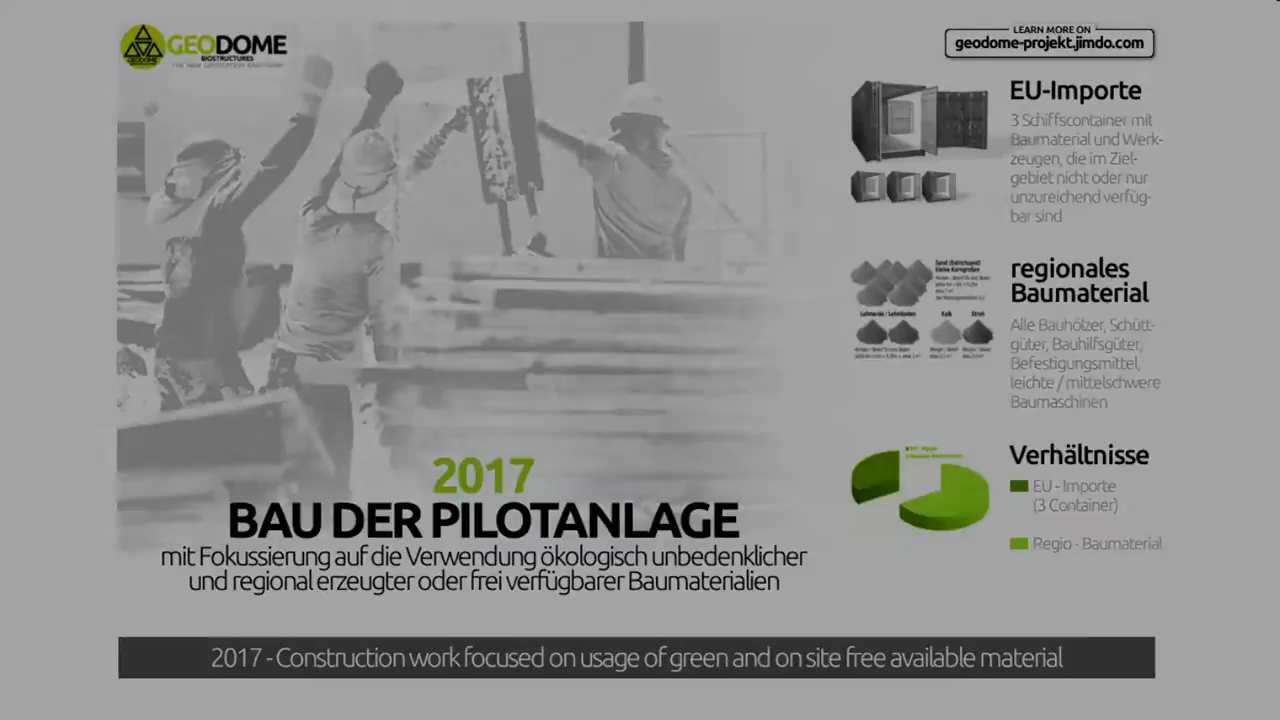 GEODOME
BIOSTRUCTURES
LEARN MORE ON
geodome-projekt.jimdo.com
EU-Importe
3 Schiffscontainer mit
Baumaterial und Werk-
zeugen, die im Ziel-
gebiet nicht oder nur
unzureichend verfüg-
bar sind
regionales
Baumaterial
Alle Bauhölzer, Schütt-
güter, Bauhilfsgüter,
Befestigungsmittel,
leichte / mittelschwere
Baumaschinen
Kalk
Stroh
Verhältnisse
EU - Importe
(3 Container)
Regio - Baumaterial
2017
BAU DER PILOTANLAGE
mit Fokussierung auf die Verwendung ökologisch unbedenklicher
und regional erzeugter oder frei verfügbarer Baumaterialien
2017 - Construction work focused on usage of green and on site free available material